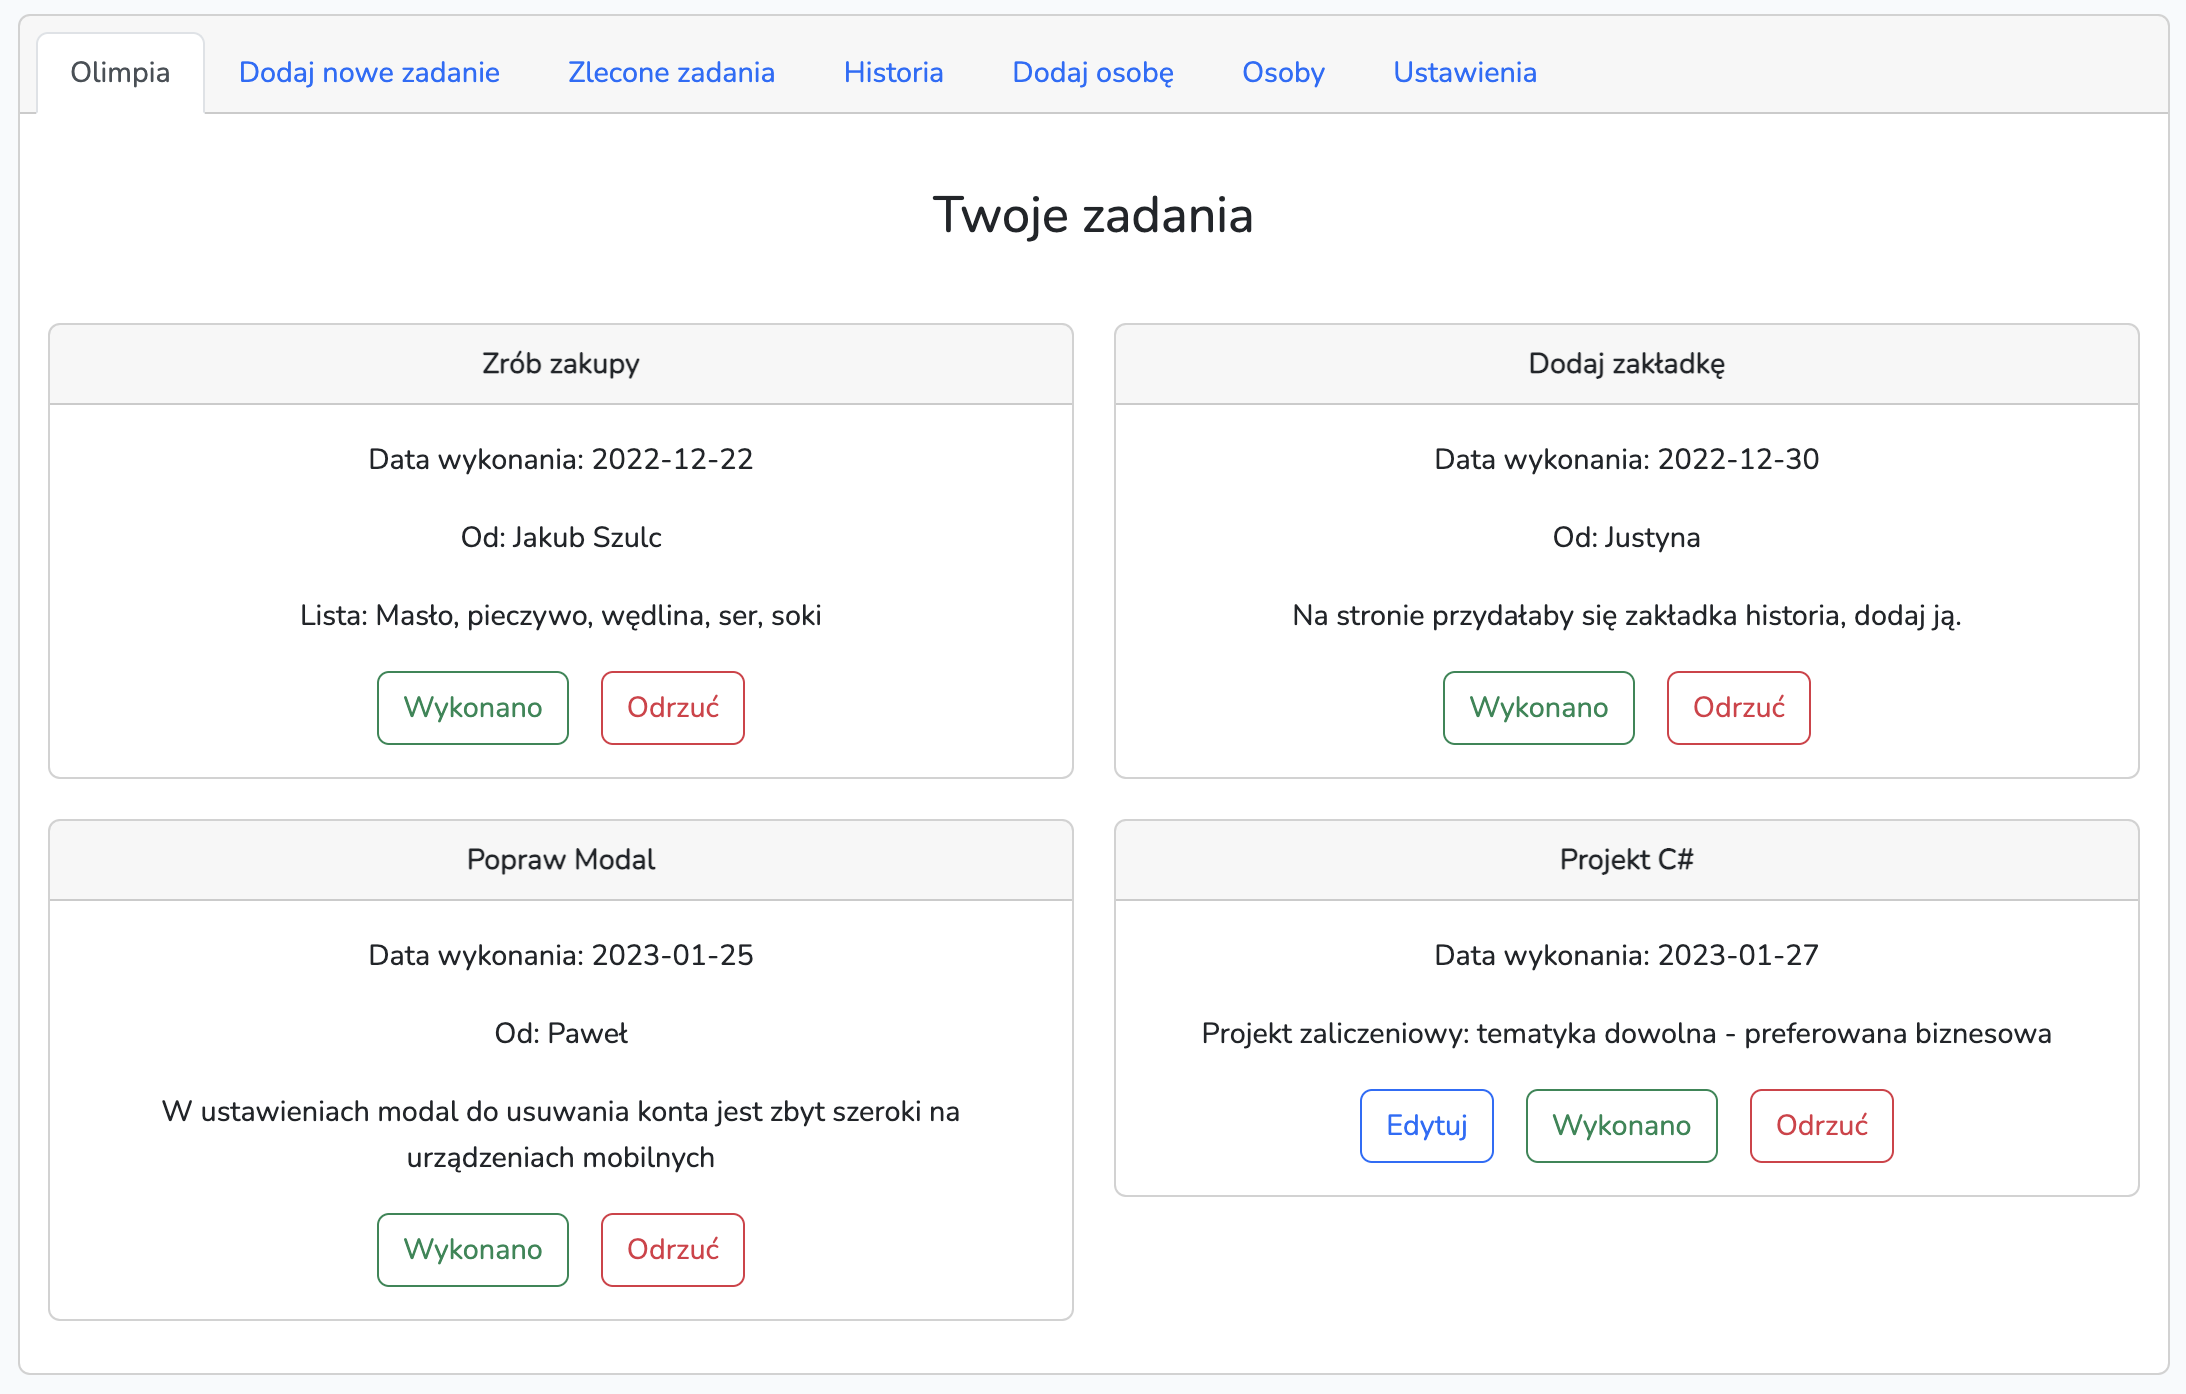 Olimpia Dodaj nowe zadanie Zlecone zadania Historia Dodaj osobę Osoby Ustawienia
Twoje zadania
Zrób zakupy
Data wykonania: 2022-12-22
Od: Jakub Szulc
Lista: Masło, pieczywo, wędlina, ser, soki
Wykonano Odrzuć
Dodaj zakładkę
Data wykonania: 2022-12-30
Od: Justyna
Na stronie przydałaby się zakładka historia, dodaj ją.
Wykonano Odrzuć
Popraw Modal
Data wykonania: 2023-01-25
Od: Paweł
W ustawieniach modal do usuwania konta jest zbyt szeroki na
urządzeniach mobilnych
Wykonano Odrzuć
Projekt C#
Data wykonania: 2023-01-27
Projekt zaliczeniowy: tematyka dowolna - preferowana biznesowa
Edytuj Wykonano Odrzuć